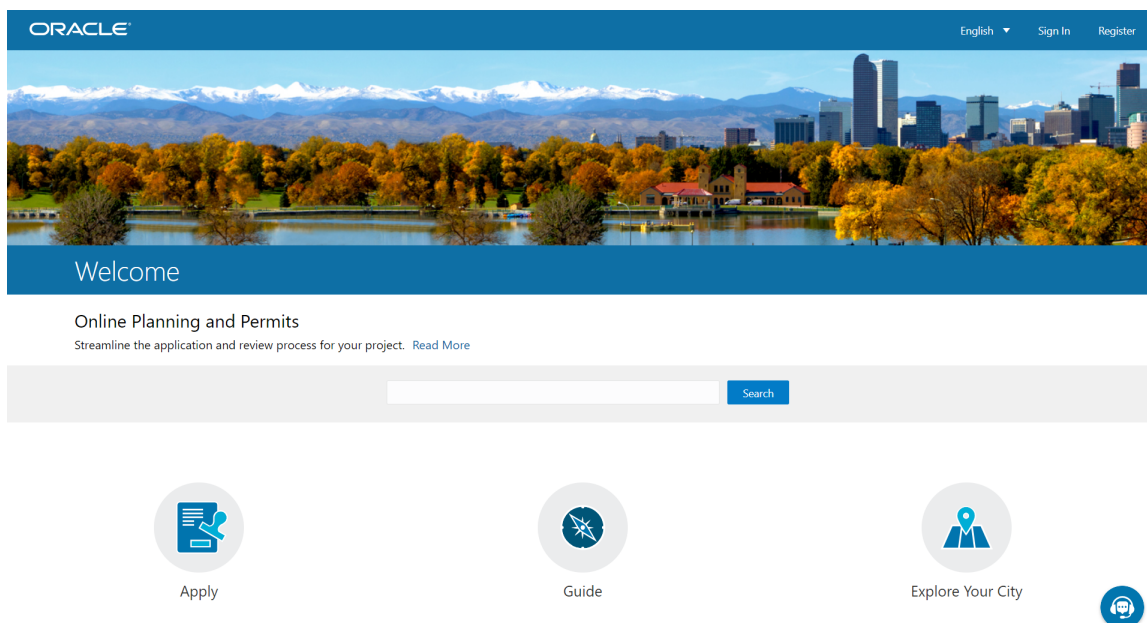 ORACLE
English
Sign In
Register
Welcome
Online Planning and Permits
Streamline the application and review process for your project. Read More
Search
Apply
Guide
Explore Your City